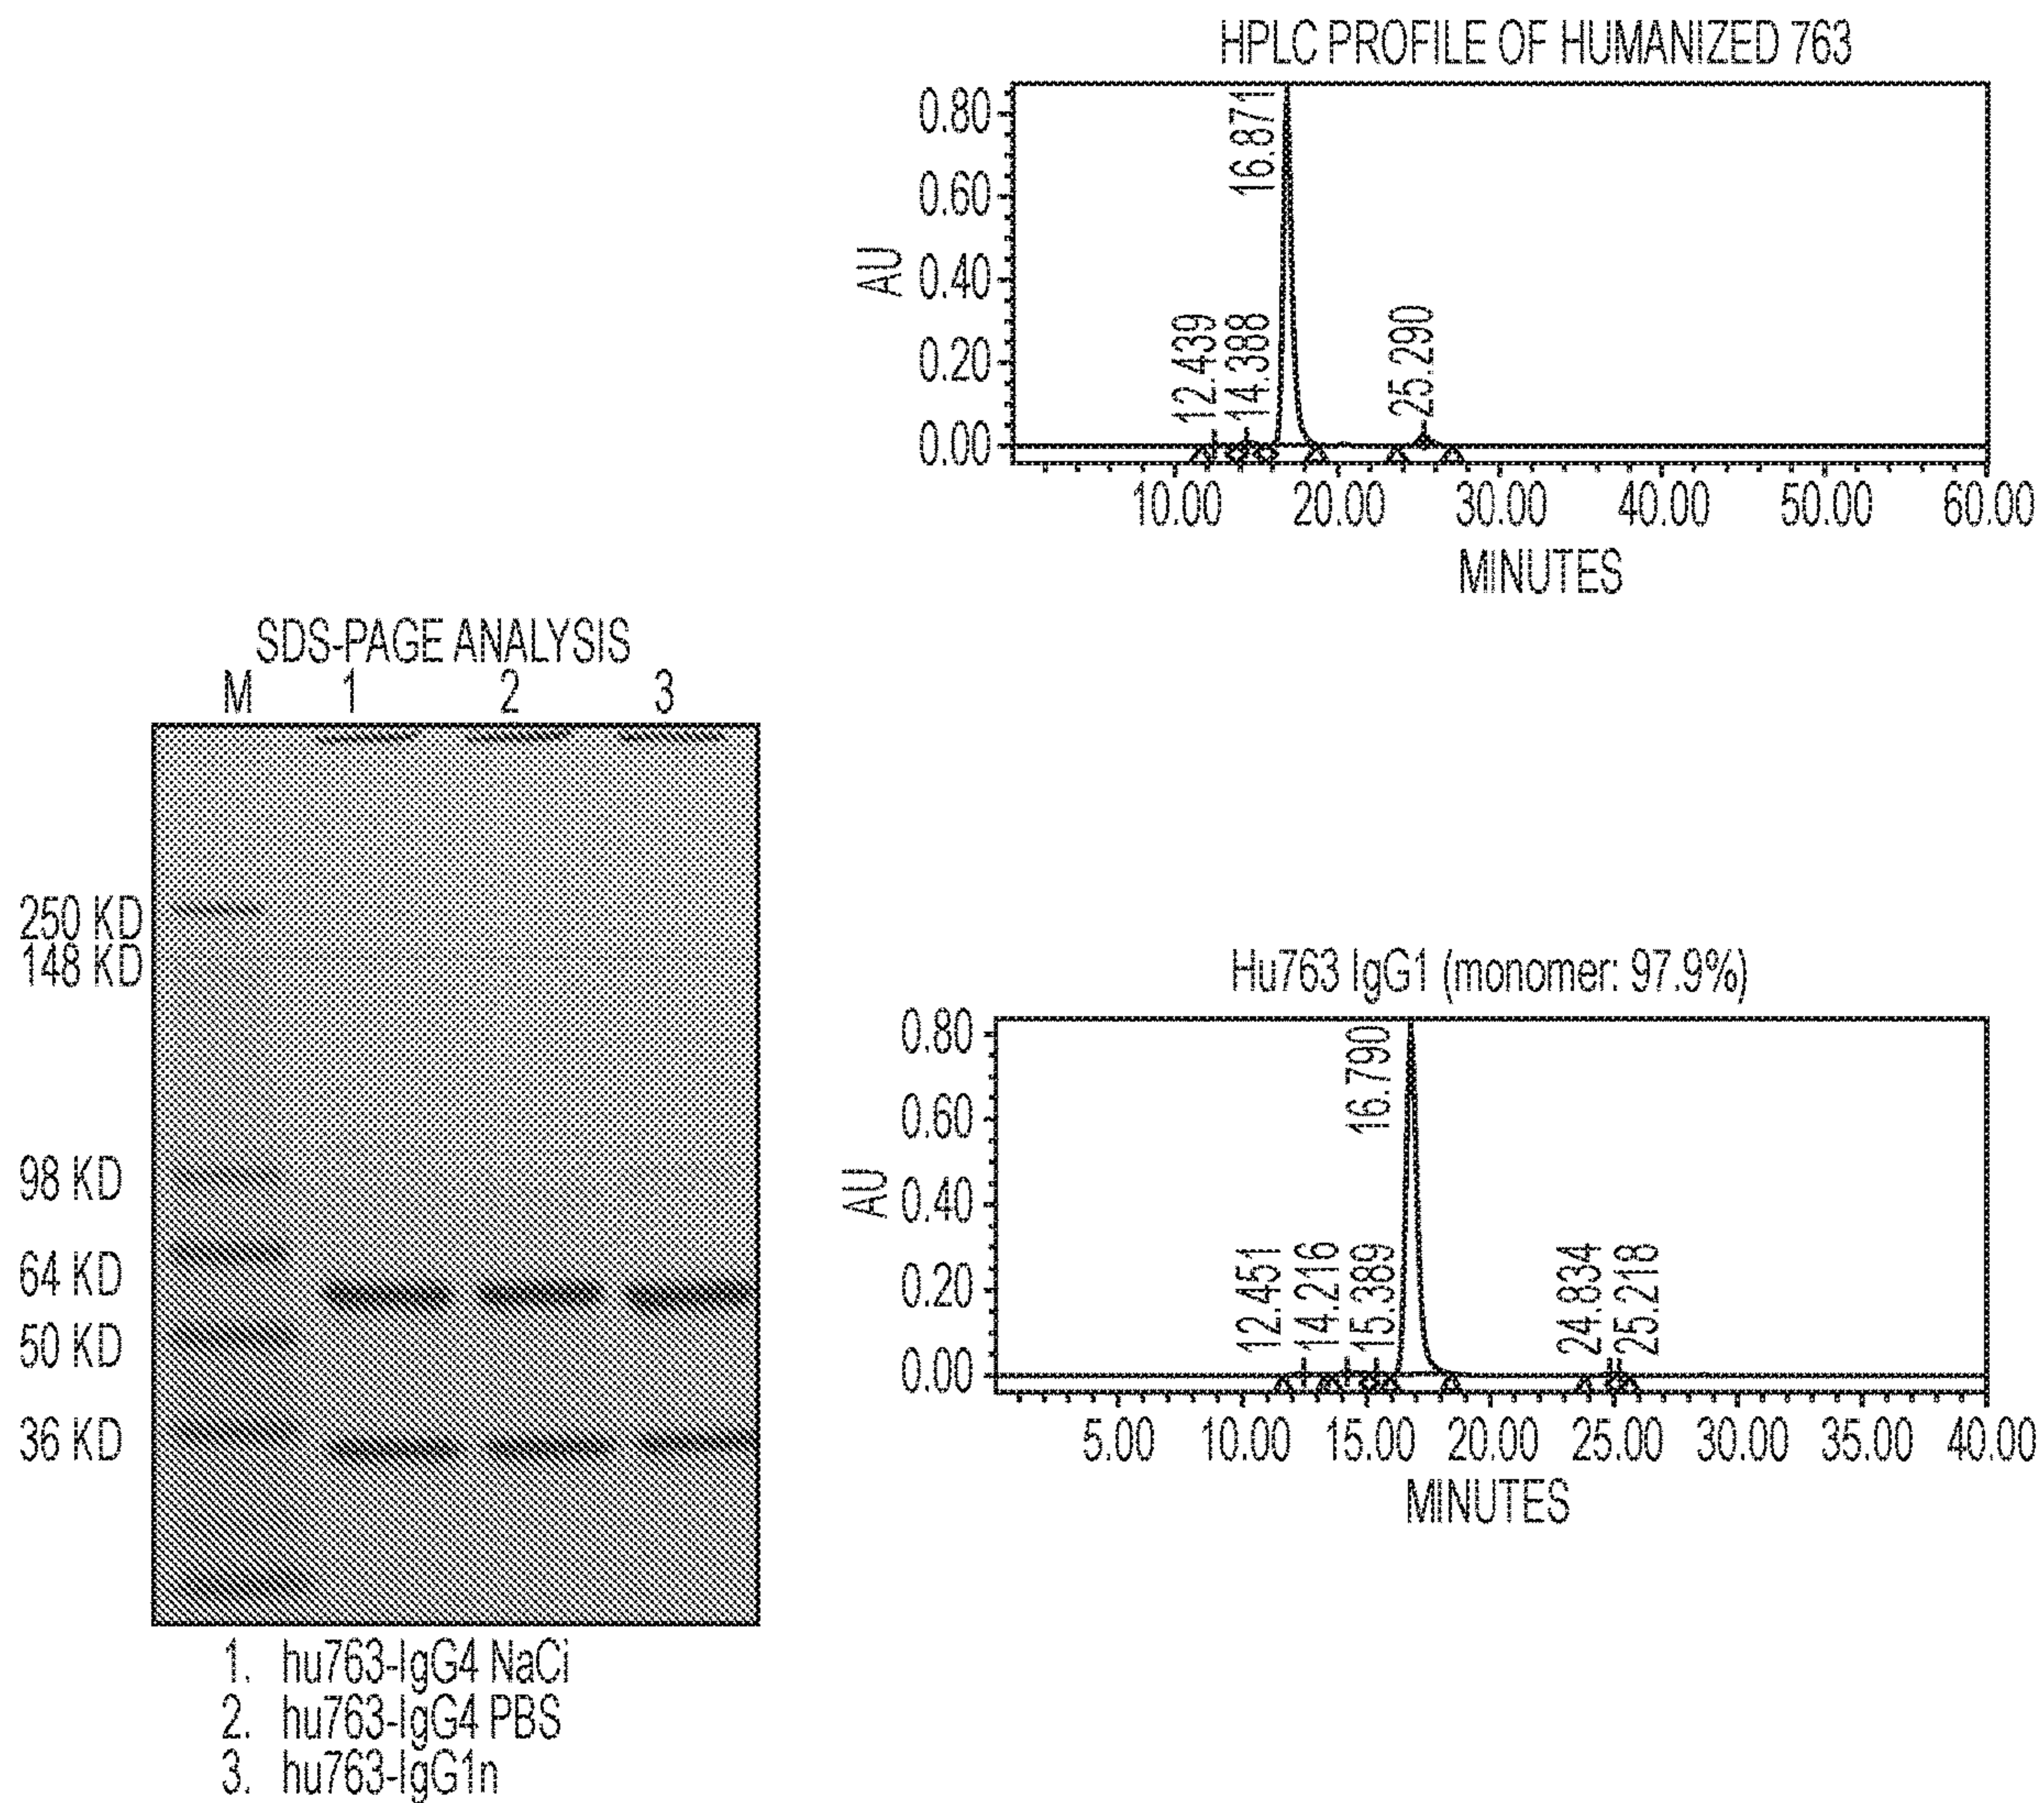 HPLC PROFILE OF HUMANIZED 763
AU
0.80
0.60
0.40
0.20
0.00
12.439
14.388
16.871
25.290
10.00 20.00 30.00 40.00 50.00 60.00
MINUTES
SDS-PAGE ANALYSIS
M 1 2 3
250 KD
148 KD
98 KD
64 KD
50 KD
36 KD
1. hu763-IgG4 NaCi
2. hu763-IgG4 PBS
3. hu763-IgG1n
Hu763 IgG1 (monomer: 97.9%)
AU
0.80
0.60
0.40
0.20
0.00
12.451
14.216
15.389
16.790
24.834
25.218
5.00 10.00 15.00 20.00 25.00 30.00 35.00 40.00
MINUTES